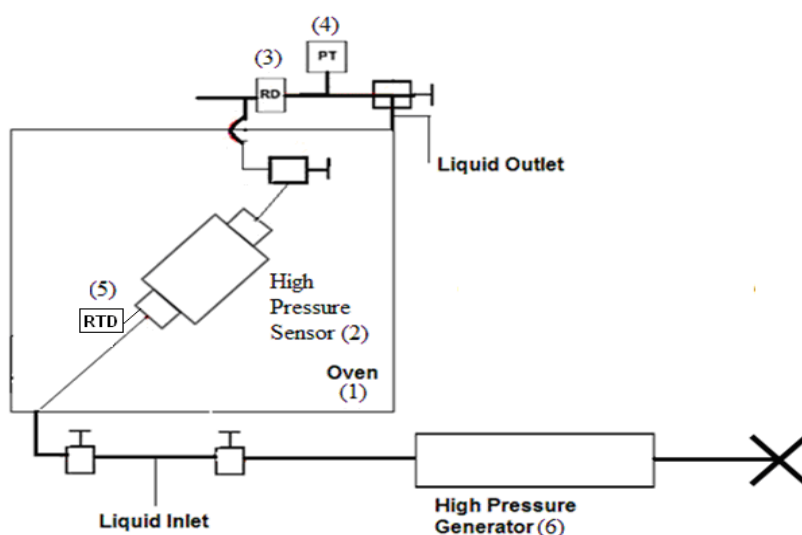 (4)
(3)
PT
RD
Liquid Outlet
(5)
RTD
High
Pressure
Sensor (2)
Oven
(1)
Liquid Inlet
High Pressure
Generator (6)